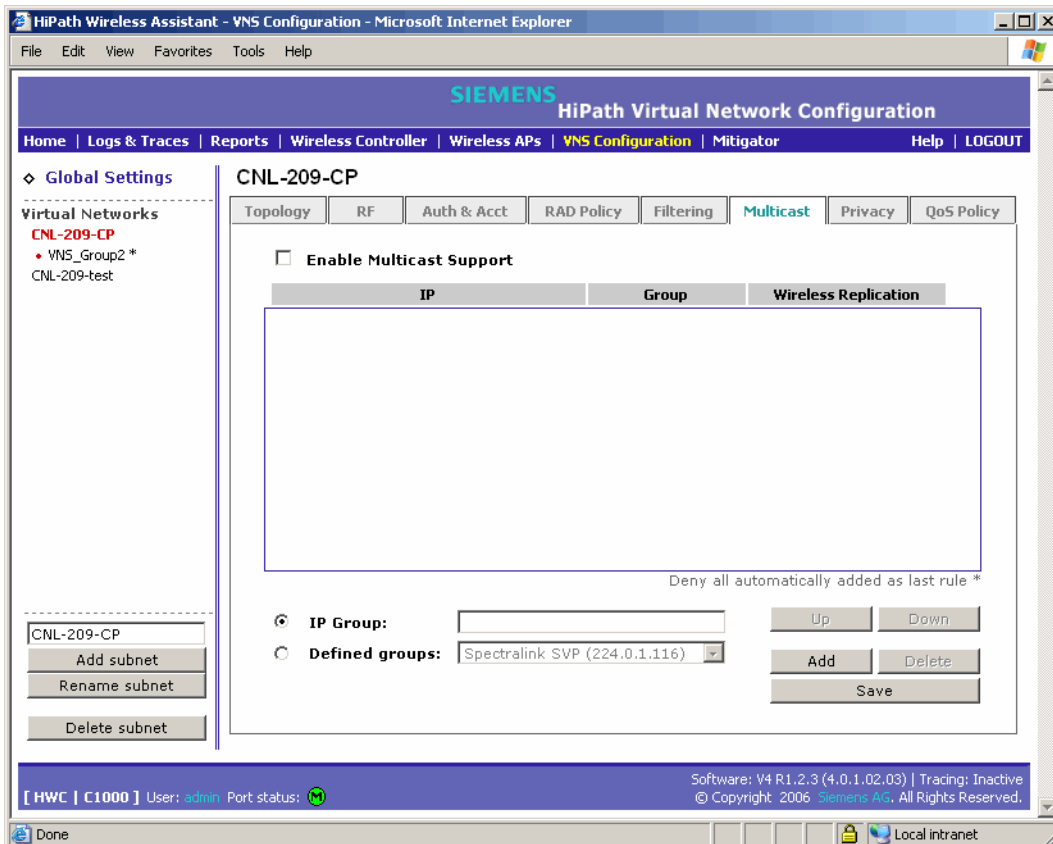 HiPath Wireless Assistant - VNS Configuration - Microsoft Internet Explorer
File Edit View Favorites Tools Help
SIEMENS
HiPath Virtual Network Configuration
Home | Logs & Traces | Reports | Wireless Controller | Wireless APs | VNS Configuration | Mitigator Help | LOGOUT
Global Settings
Virtual Networks
CNL-209-CP
VNS_Group2 *
CNL-209-test
CNL-209-CP
Add subnet
Rename subnet
Delete subnet
CNL-209-CP
Topology RF Auth & Acct RAD Policy Filtering Multicast Privacy QoS Policy
Enable Multicast Support
IP Group Wireless Replication
Deny all automatically added as last rule *
IP Group: Up Down
Defined groups: Spectralink SVP (224.0.1.116) Add Delete
Save
[ HWC | C1000 ] User: admin Port status: M
Software: V4 R1.2.3 (4.0.1.02.03) | Tracing: Inactive
© Copyright 2006 Siemens AG. All Rights Reserved.
Done Local intranet